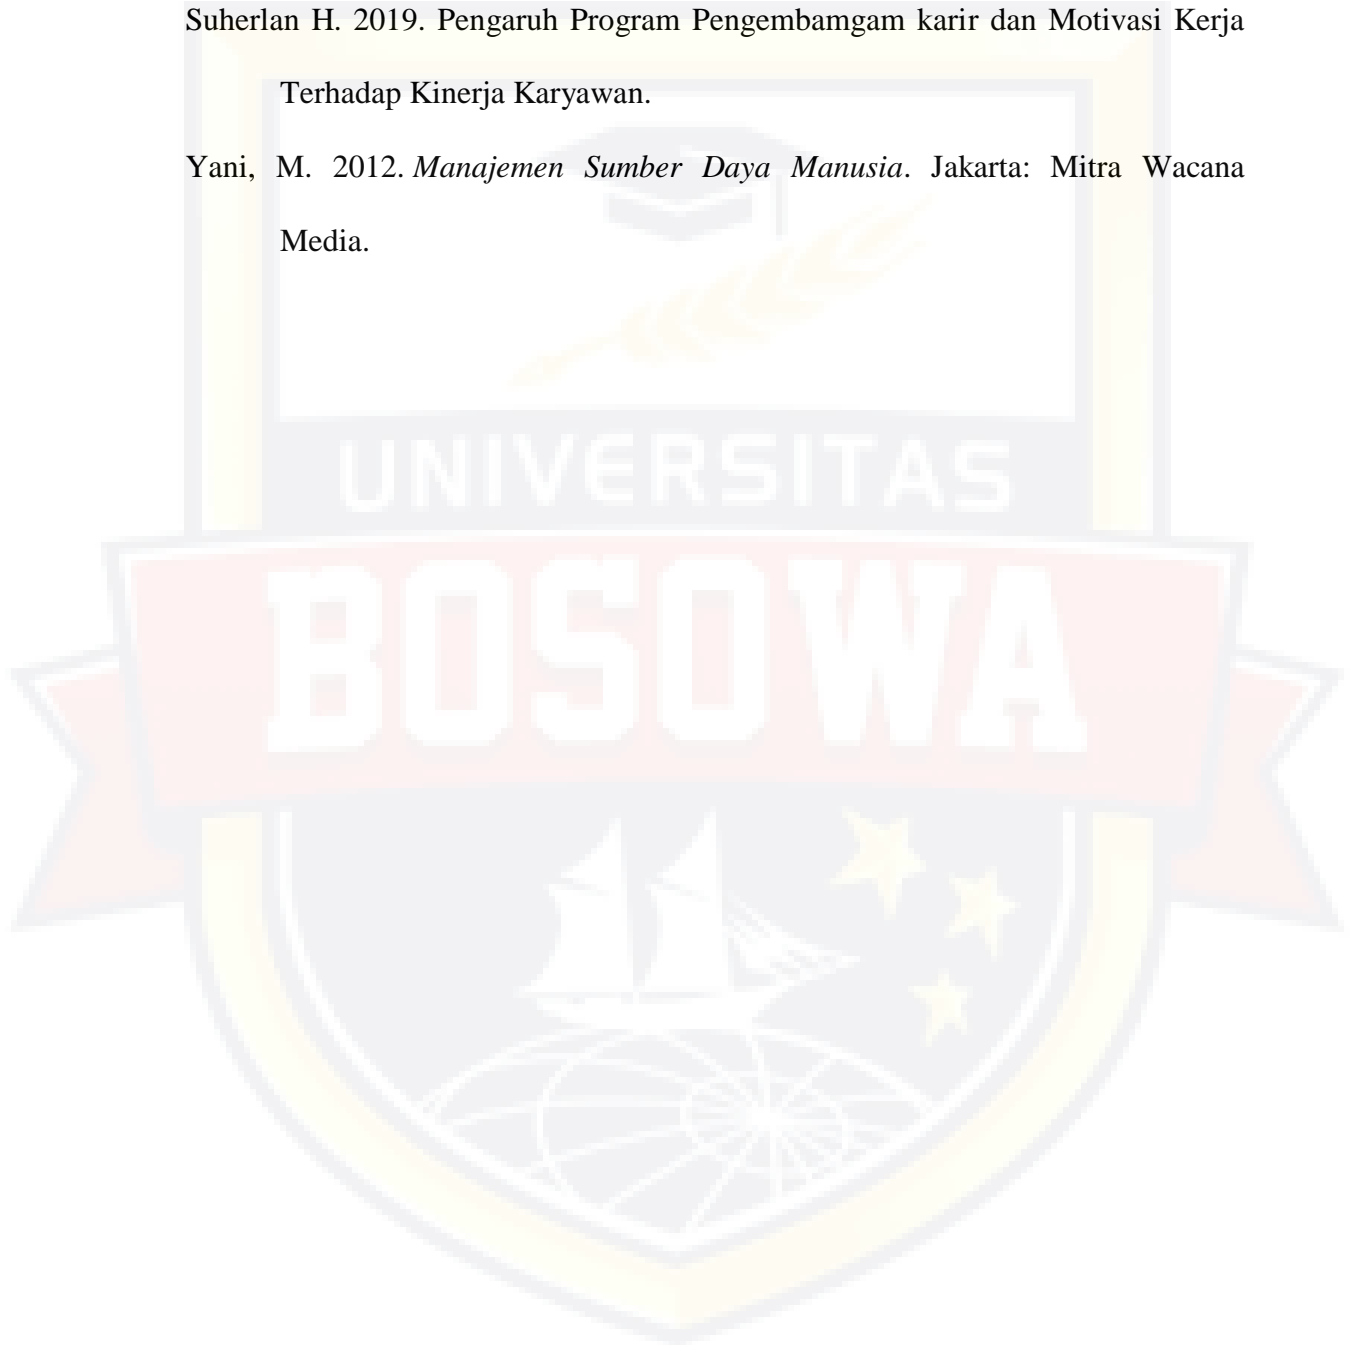 Suherlan H. 2019. Pengaruh Program Pengembamgam karir dan Motivasi Kerja
Terhadap Kinerja Karyawan.
Yani, M. 2012. Manajemen Sumber Daya Manusia. Jakarta: Mitra Wacana
Media.
UNIVERSITAS
BOSOWA